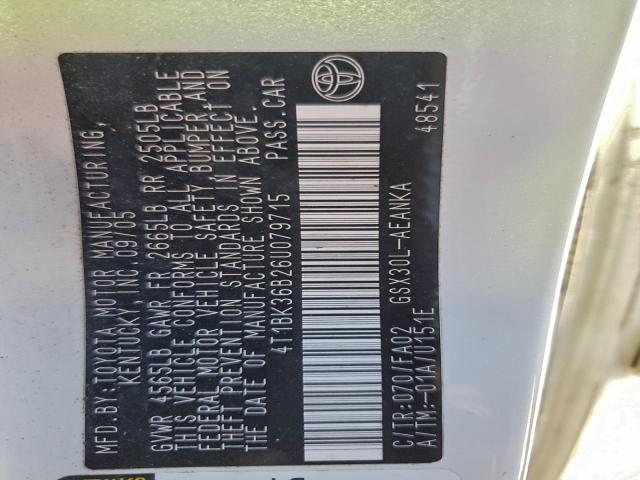 MFD.BY:TOYOTA MOTOR MANUFACTURING,
KENTUCKY, INC 09/05
GVWR 4565LB GAWR FR 2665LB RR 2505LB
THIS VEHICLE CONFORMS TO ALL APPLICABLE
FEDERAL MOTOR VEHICLE SAFETY BUMPER,AND
THEFT PREVENTION STANDARDS IN EFFECT ON
THE DATE OF MANUFACTURE SHOWN ABOVE.
4T1BK36B26U079715 PASS.CAR
C/TR:070/FA02 GSX30L-AEANKA
A/TM:-01A/U151E 48541